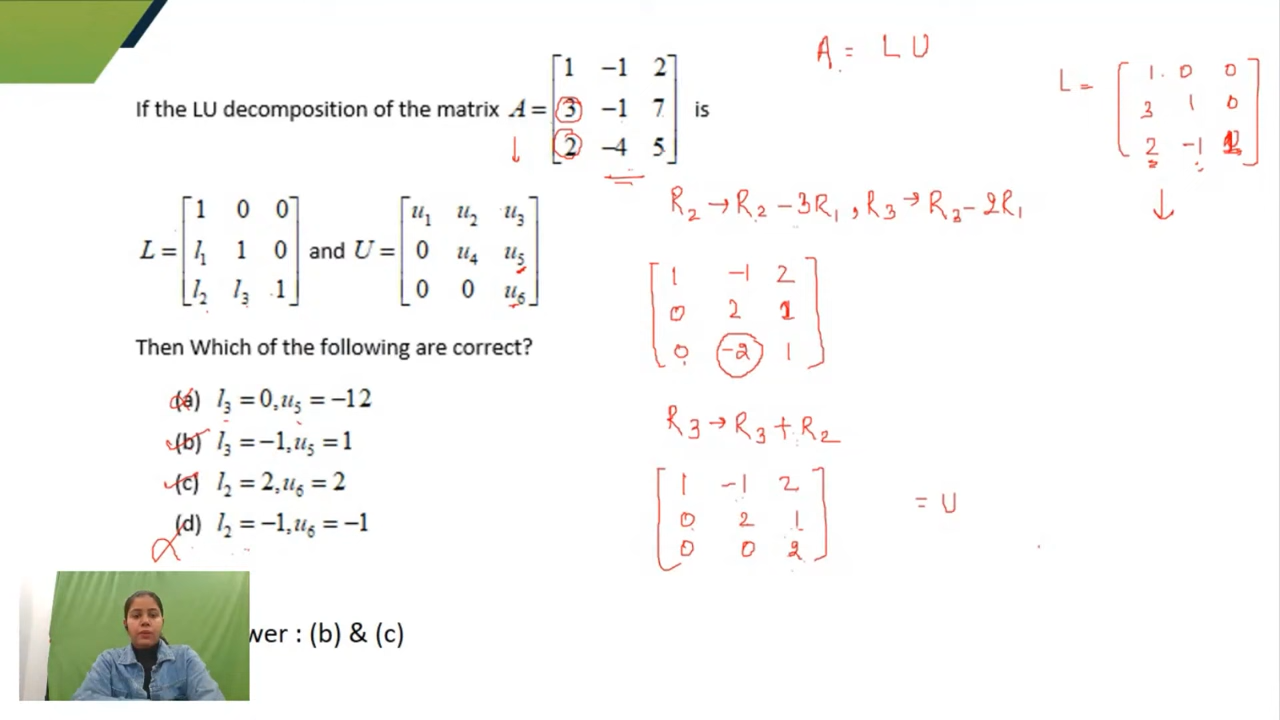 If the LU decomposition of the matrix A = [1 −1 2
3 −1 7
2 −4 5] is
L = [1 0 0
l₁ 1 0
l₂ l₃ 1] and U = [u₁ u₂ u₃
0 u₄ u₅
0 0 u₆]
Then Which of the following are correct?
(a) l₃ = 0, u₅ = −12
(b) l₃ = −1, u₅ = 1
(c) l₂ = 2, u₆ = 2
(d) l₂ = −1, u₆ = −1
wer : (b) & (c)
A = L U
L = [1 0 0
3 1 0
2 −1 1]
R₂ → R₂ − 3R₁, R₃ → R₃ − 2R₁
[1 −1 2
0 2 1
0 −2 1]
R₃ → R₃ + R₂
[1 −1 2
0 2 1
0 0 2] = U